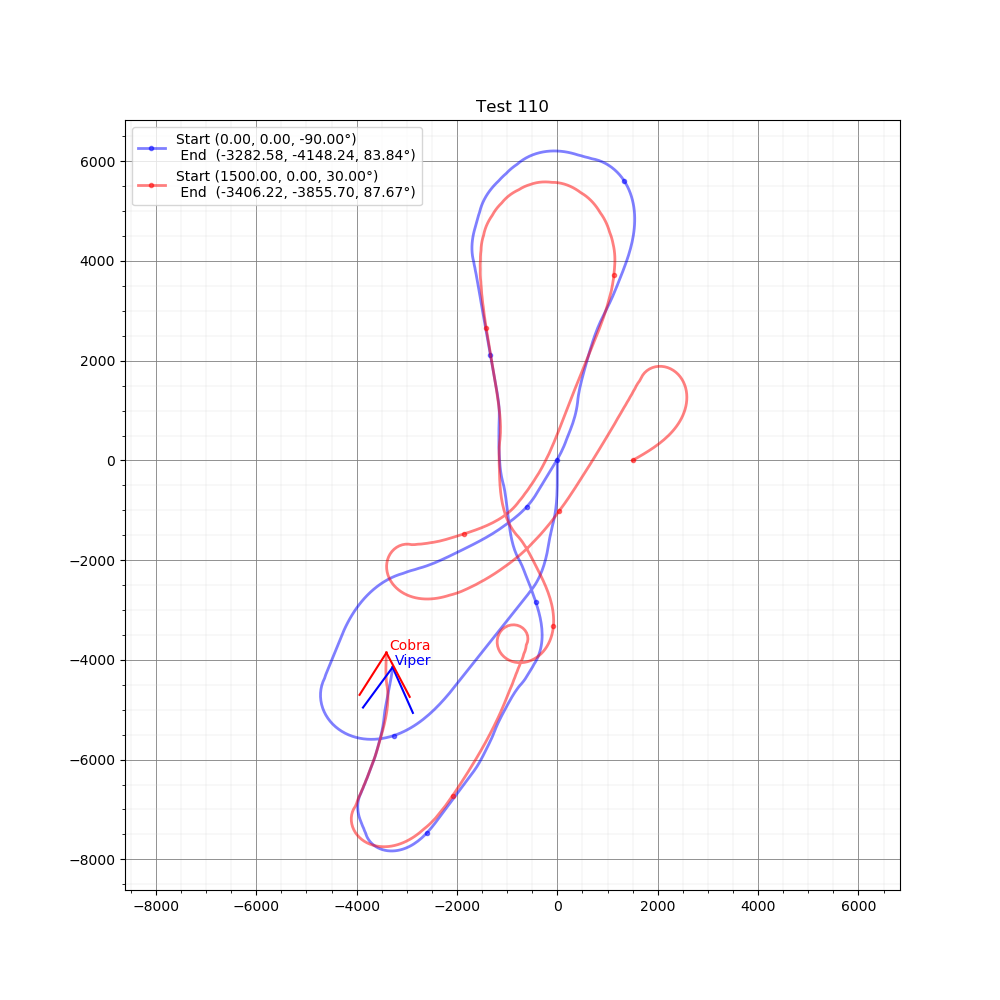 Test 110
Start (0.00, 0.00, -90.00°)
End (-3282.58, -4148.24, 83.84°)
Start (1500.00, 0.00, 30.00°)
End (-3406.22, -3855.70, 87.67°)
6000
4000
2000
0
−2000
−4000
−6000
−8000
Cobra
Viper
−8000 −6000 −4000 −2000 0 2000 4000 6000